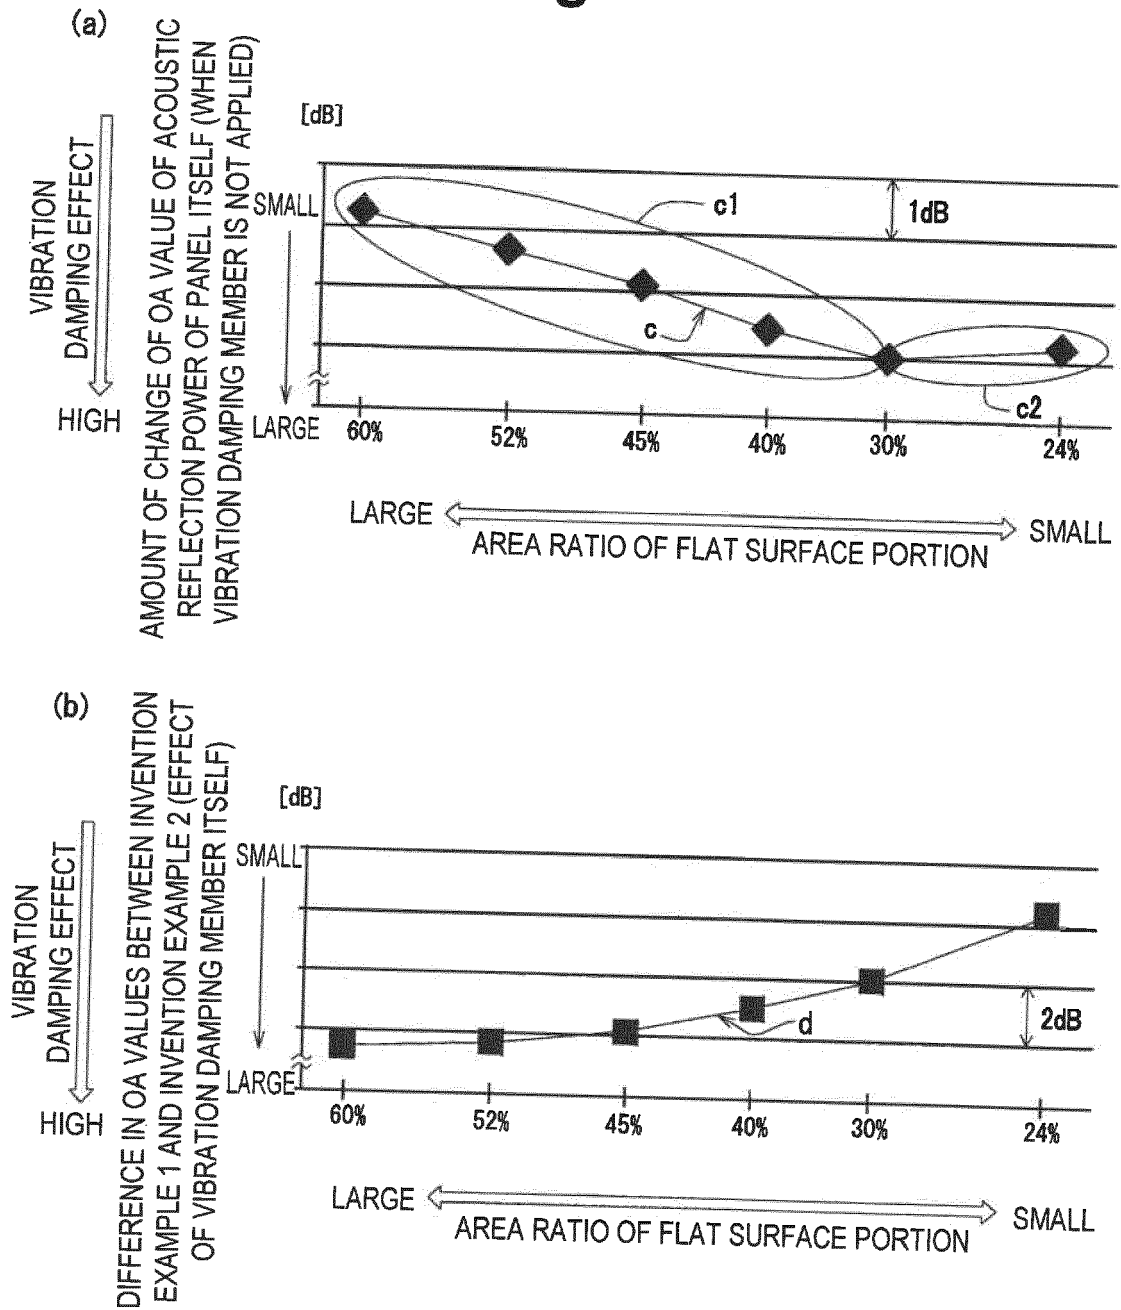 (a)
VIBRATION
DAMPING EFFECT
HIGH
AMOUNT OF CHANGE OF OA VALUE OF ACOUSTIC
REFLECTION POWER OF PANEL ITSELF (WHEN
VIBRATION DAMPING MEMBER IS NOT APPLIED)
[dB]
SMALL
LARGE
c1
1dB
c
c2
60%
52%
45%
40%
30%
24%
LARGE
SMALL
AREA RATIO OF FLAT SURFACE PORTION
(b)
VIBRATION
DAMPING EFFECT
HIGH
DIFFERENCE IN OA VALUES BETWEEN INVENTION
EXAMPLE 1 AND INVENTION EXAMPLE 2 (EFFECT
OF VIBRATION DAMPING MEMBER ITSELF)
[dB]
SMALL
LARGE
d
2dB
60%
52%
45%
40%
30%
24%
LARGE
SMALL
AREA RATIO OF FLAT SURFACE PORTION